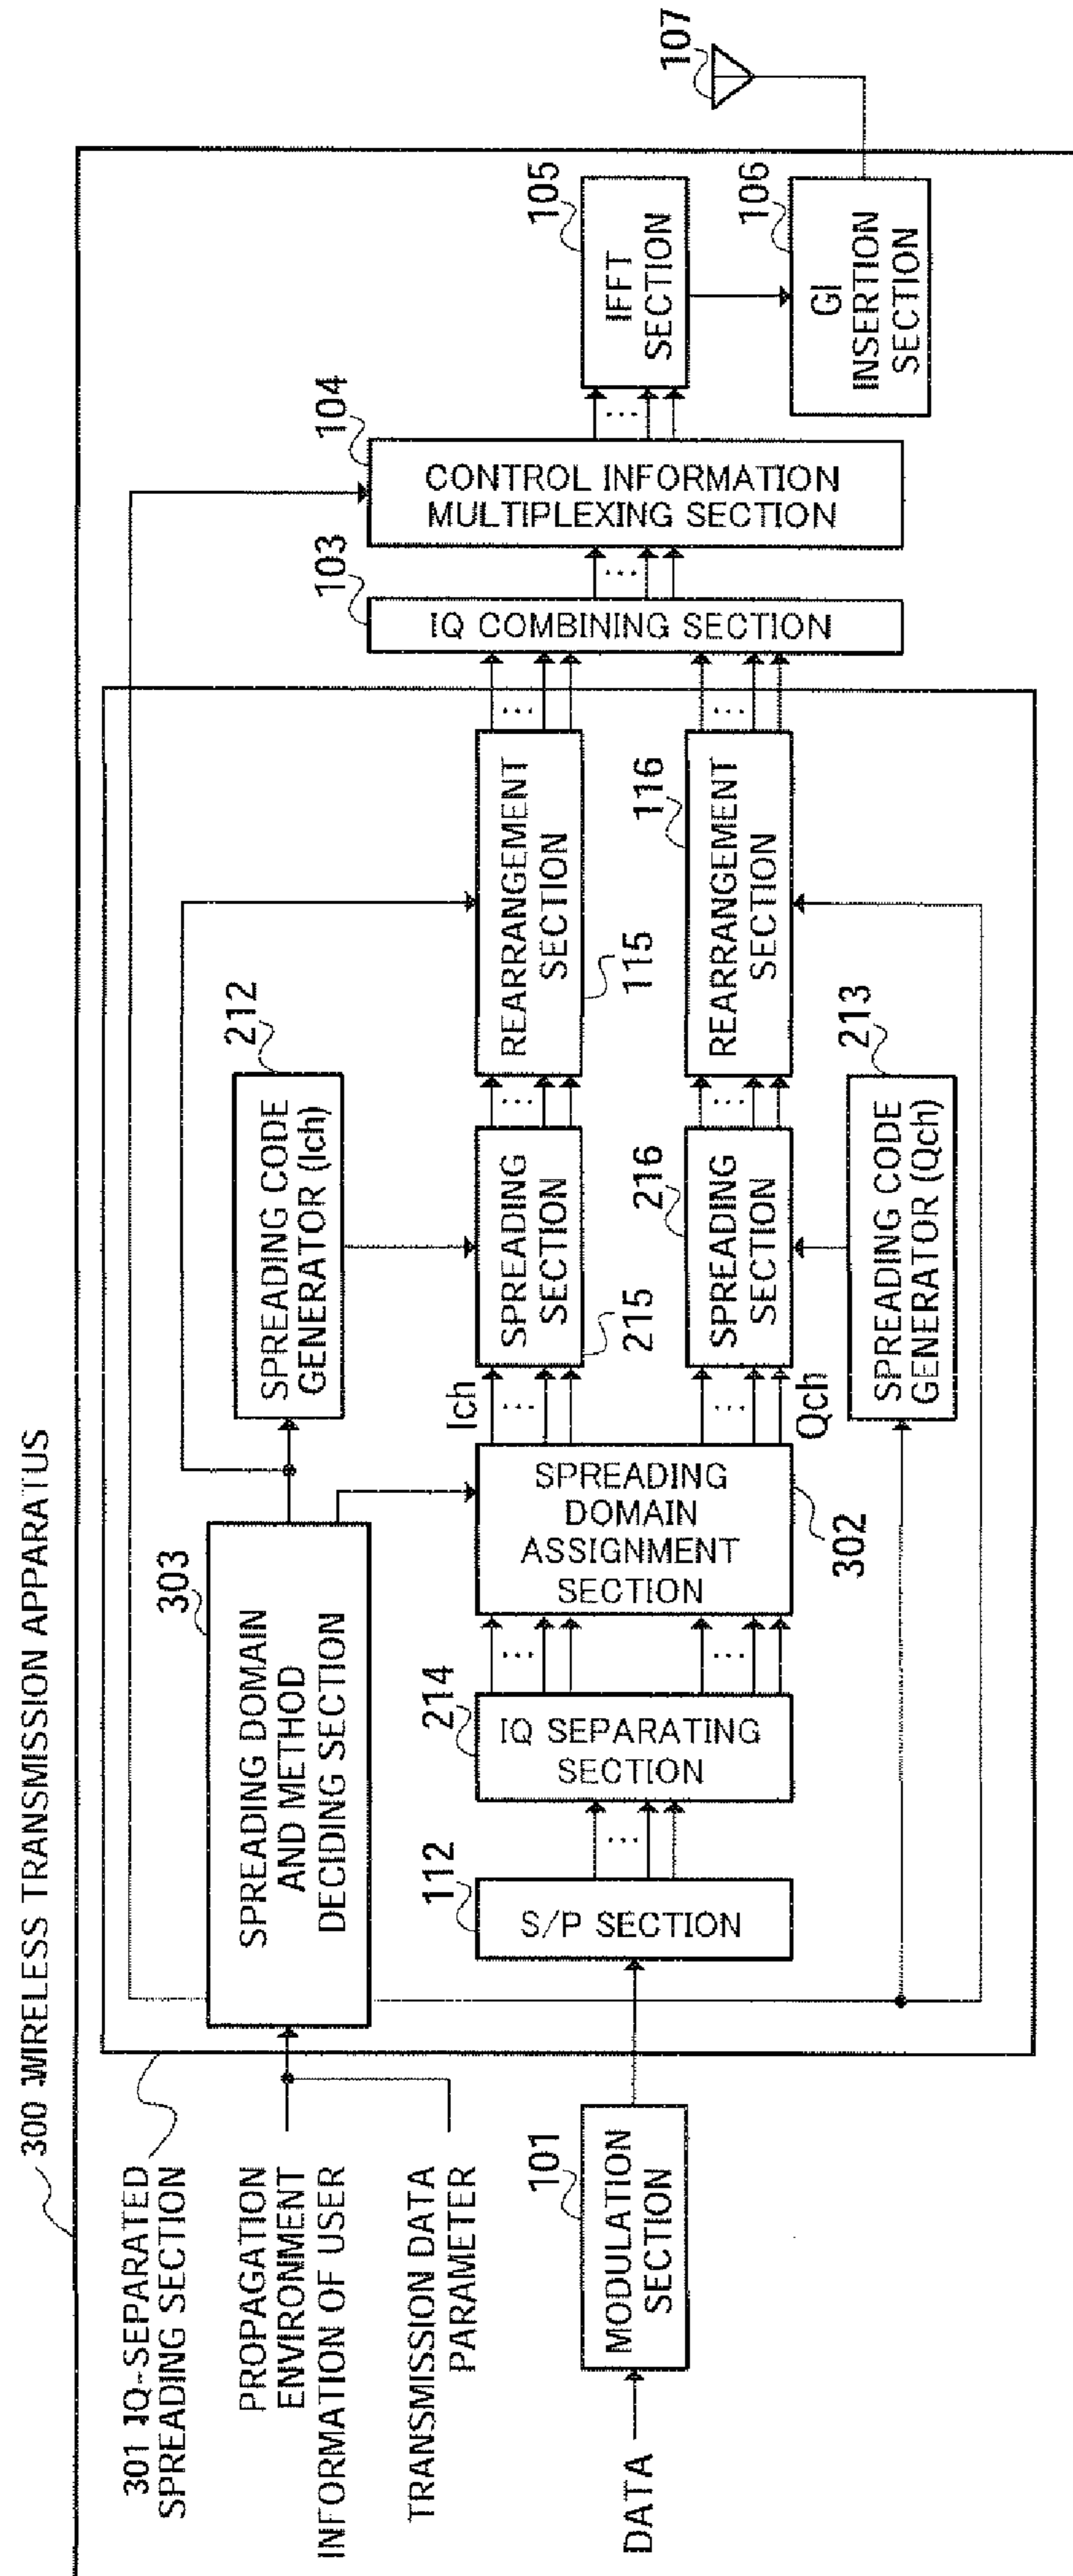 300 WIRELESS TRANSMISSION APPARATUS
301 IQ-SEPARATED
SPREADING SECTION
PROPAGATION
ENVIRONMENT
INFORMATION OF USER
TRANSMISSION DATA
PARAMETER
DATA
101
MODULATION
SECTION
303
SPREADING DOMAIN
AND METHOD
DECIDING SECTION
112
S/P SECTION
...
214
IQ SEPARATING
SECTION
...
...
SPREADING
DOMAIN
ASSIGNMENT
SECTION
302
Ich
...
...
Qch
212
SPREADING CODE
GENERATOR (Ich)
SPREADING
SECTION
215
216
SPREADING
SECTION
213
SPREADING CODE
GENERATOR (Qch)
...
...
REARRANGEMENT
SECTION
115
116
REARRANGEMENT
SECTION
...
...
103
IQ COMBINING SECTION
...
104
CONTROL INFORMATION
MULTIPLEXING SECTION
...
105
IFFT
SECTION
106
GI
INSERTION
SECTION
107